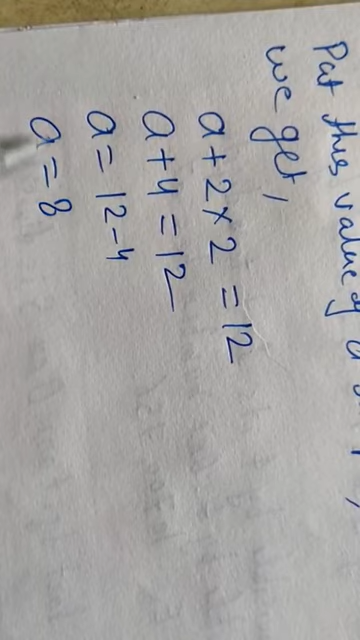 Put this value of d
we get,
a + 2 × 2 = 12
a + 4 = 12
a = 12 - 4
a = 8